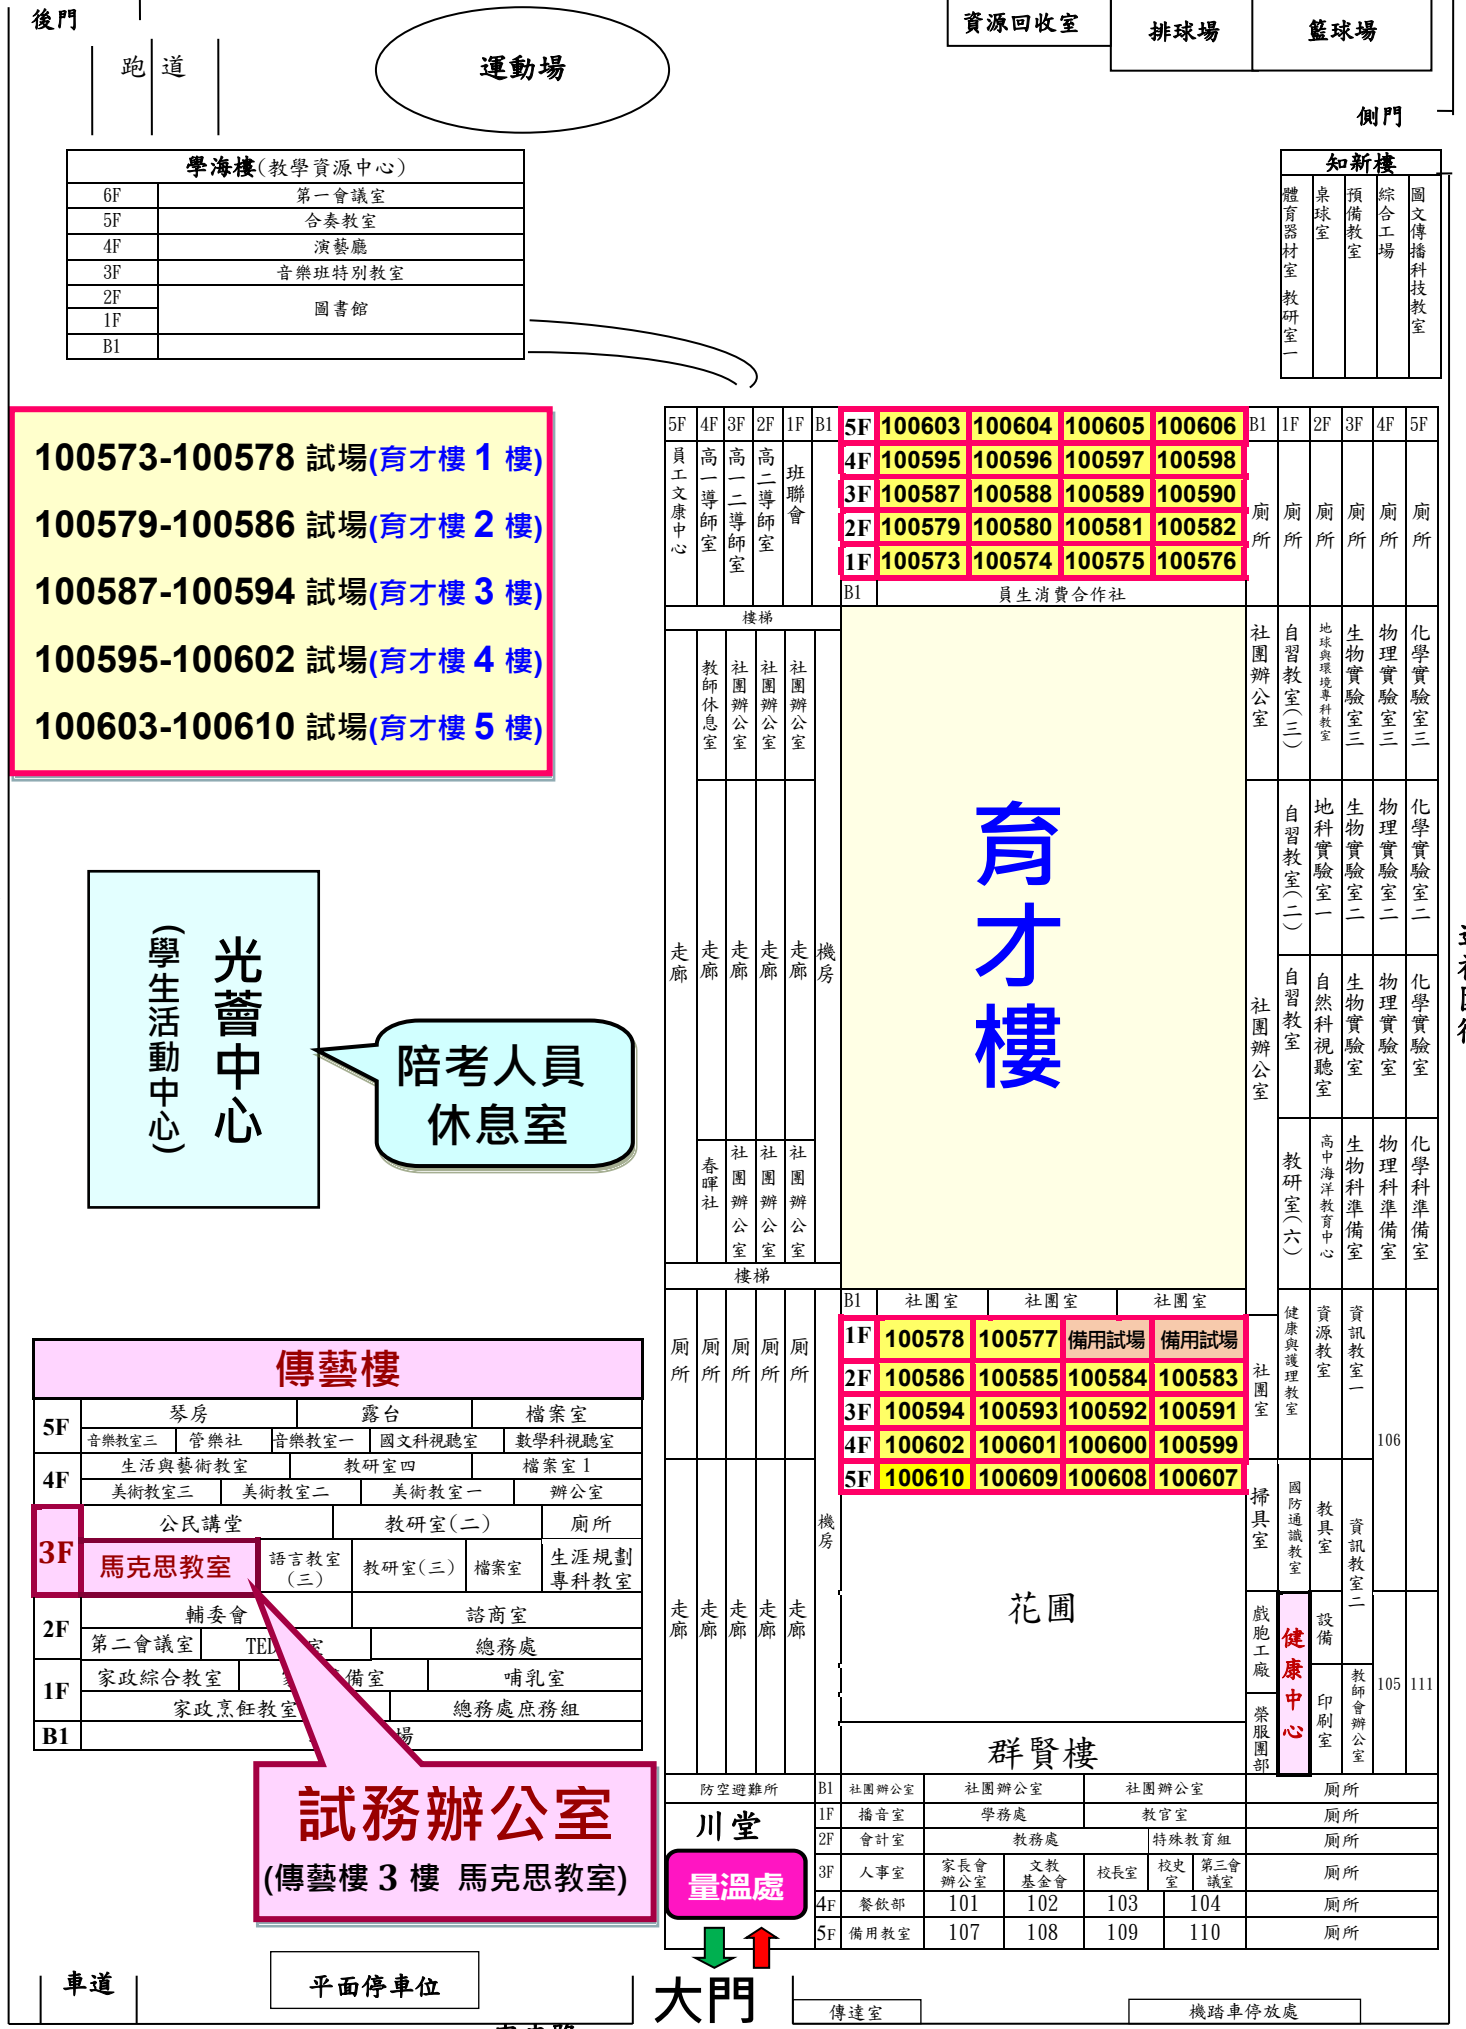 後門
跑道
運動場
資源回收室
排球場
籃球場
側門
學海樓(教學資源中心)
6F 第一會議室
5F 合奏教室
4F 演藝廳
3F 音樂班特別教室
2F 圖書館
1F
B1
知新樓
體育器材室 教研室一
桌球室
預備教室
綜合工場
圖文傳播科技教室
100573-100578 試場(育才樓 1 樓)
100579-100586 試場(育才樓 2 樓)
100587-100594 試場(育才樓 3 樓)
100595-100602 試場(育才樓 4 樓)
100603-100610 試場(育才樓 5 樓)
5F 4F 3F 2F 1F B1
員工文康中心
高一導師室
高一二導師室
高二導師室
班聯會
5F 100603 100604 100605 100606
4F 100595 100596 100597 100598
3F 100587 100588 100589 100590
2F 100579 100580 100581 100582
1F 100573 100574 100575 100576
B1 員生消費合作社
B1 1F 2F 3F 4F 5F
廁所 廁所 廁所 廁所 廁所 廁所
樓梯
教師休息室
社團辦公室
社團辦公室
社團辦公室
走廊 走廊 走廊 走廊 走廊 機房
春暉社
社團辦公室
社團辦公室
社團辦公室
樓梯
育才樓
社團辦公室
自習教室(三)
地球與環境專科教室
生物實驗室三
物理實驗室三
化學實驗室三
社團辦公室
自習教室(二)
地科實驗室一
生物實驗室二
物理實驗室二
化學實驗室二
自習教室
自然科視聽室
生物實驗室
物理實驗室
化學實驗室
教研室(六)
高中海洋教育中心
生物科準備室
物理科準備室
化學科準備室
光薈中心
(學生活動中心)
陪考人員
休息室
B1 社團室 社團室 社團室
1F 100578 100577 備用試場 備用試場
2F 100586 100585 100584 100583
3F 100594 100593 100592 100591
4F 100602 100601 100600 100599
5F 100610 100609 100608 100607
廁所 廁所 廁所 廁所 廁所
機房
走廊 走廊 走廊 走廊 走廊
社團室
健康與護理教室
資源教室
資訊教室一
106
掃具室
國防通識教室
教具室
資訊教室二
戲胞工廠
健康中心
設備
榮服團部
印刷室
教師會辦公室
105 111
花圃
群賢樓
傳藝樓
5F 琴房 露台 檔案室
音樂教室三 管樂社 音樂教室一 國文科視聽室 數學科視聽室
4F 生活與藝術教室 教研室四 檔案室1
美術教室三 美術教室二 美術教室一 辦公室
3F 公民講堂 教研室(二) 廁所
馬克思教室 語言教室(三) 教研室(三) 檔案室 生涯規劃專科教室
2F 輔委會 諮商室
第二會議室 TED 室 總務處
1F 家政綜合教室 備室 哺乳室
家政烹飪教室 總務處庶務組
B1 場
試務辦公室
(傳藝樓 3 樓 馬克思教室)
防空避難所 B1 社團辦公室 社團辦公室 社團辦公室 廁所
川堂
1F 播音室 學務處 教官室 廁所
2F 會計室 教務處 特殊教育組 廁所
3F 人事室 家長會辦公室 文教基金會 校長室 校史室 第三會議室 廁所
4F 餐飲部 101 102 103 104 廁所
5F 備用教室 107 108 109 110 廁所
量溫處
車道
平面停車位
大門
傳達室
機踏車停放處